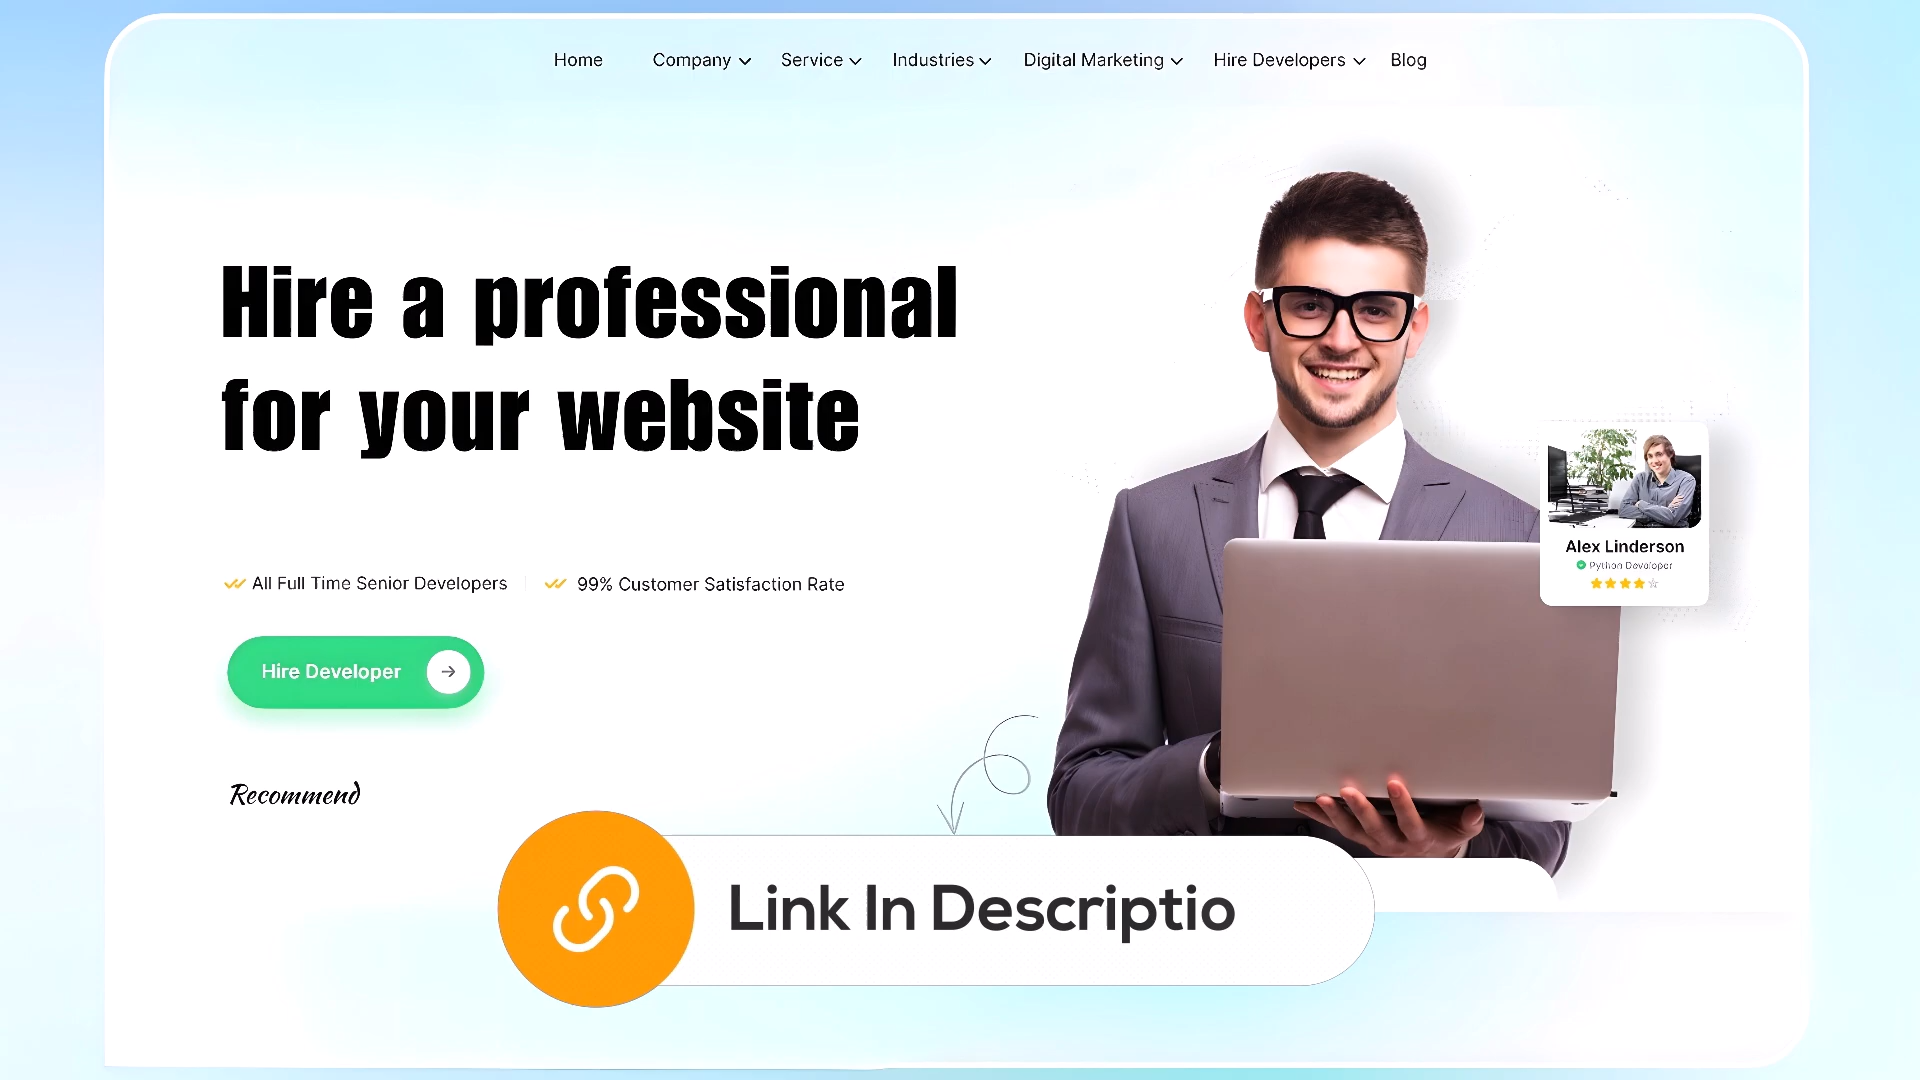 Home Company Service Industries Digital Marketing Hire Developers Blog
Hire a professional
for your website
All Full Time Senior Developers 99% Customer Satisfaction Rate
Hire Developer
Alex Linderson
Python Developer
Recommend
Link In Descriptio